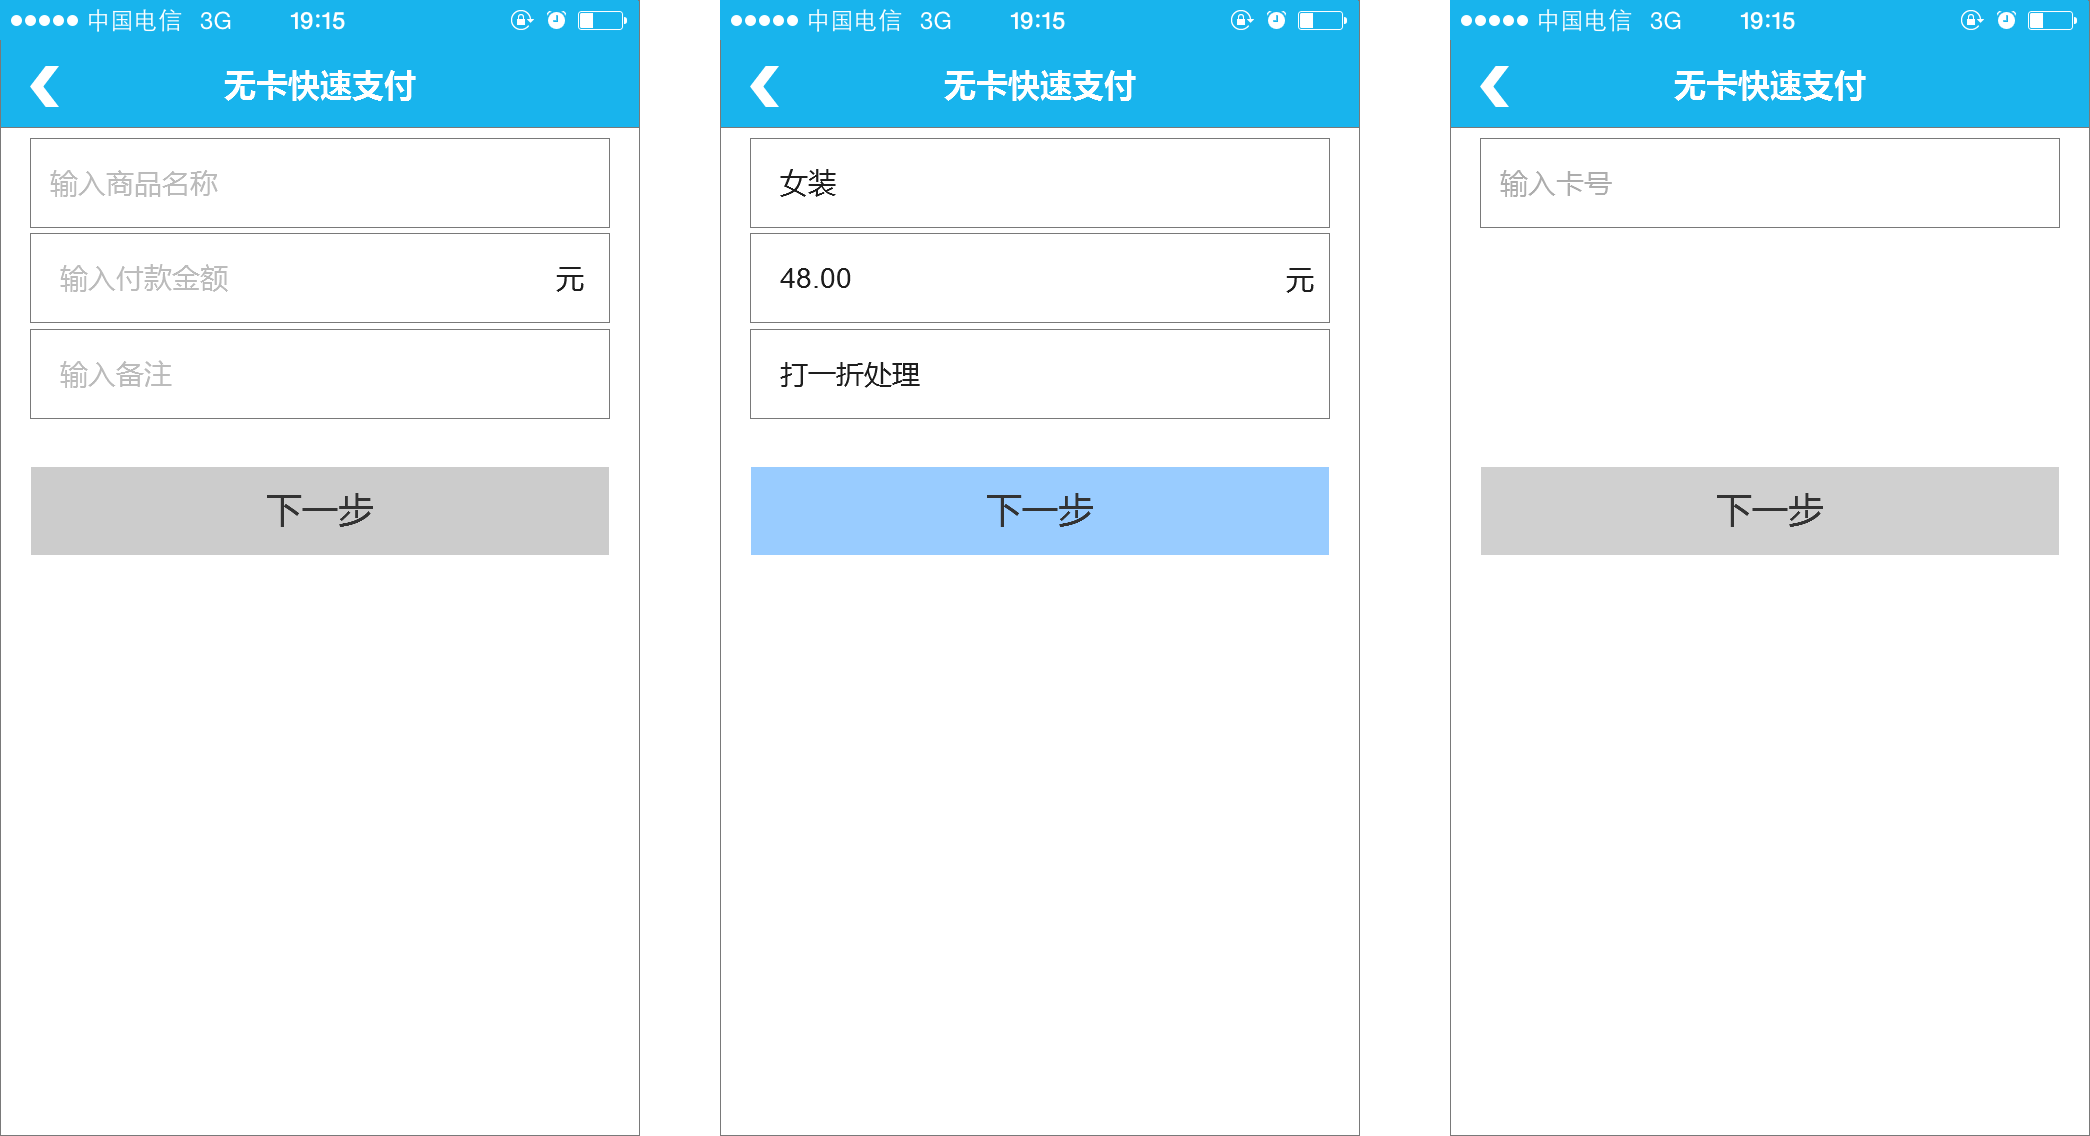 中国电信 3G 19:15
无卡快速支付
输入商品名称
输入付款金额 元
输入备注
下一步
中国电信 3G 19:15
无卡快速支付
女装
48.00 元
打一折处理
下一步
中国电信 3G 19:15
无卡快速支付
输入卡号
下一步